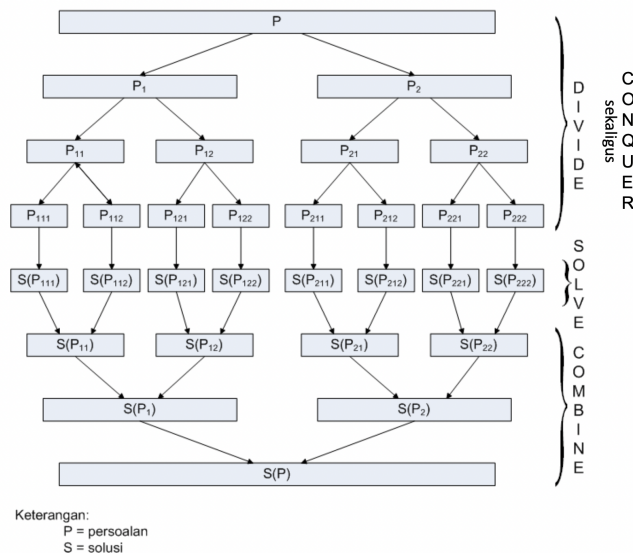 P
P₁ P₂
P₁₁ P₁₂ P₂₁ P₂₂
P₁₁₁ P₁₁₂ P₁₂₁ P₁₂₂ P₂₁₁ P₂₁₂ P₂₂₁ P₂₂₂
S(P₁₁₁) S(P₁₁₂) S(P₁₂₁) S(P₁₂₂) S(P₂₁₁) S(P₂₁₂) S(P₂₂₁) S(P₂₂₂)
S(P₁₁) S(P₁₂) S(P₂₁) S(P₂₂)
S(P₁) S(P₂)
S(P)
DIVIDE
sekaligus
CONQUER
SOLVE
COMBINE
Keterangan:
P = persoalan
S = solusi